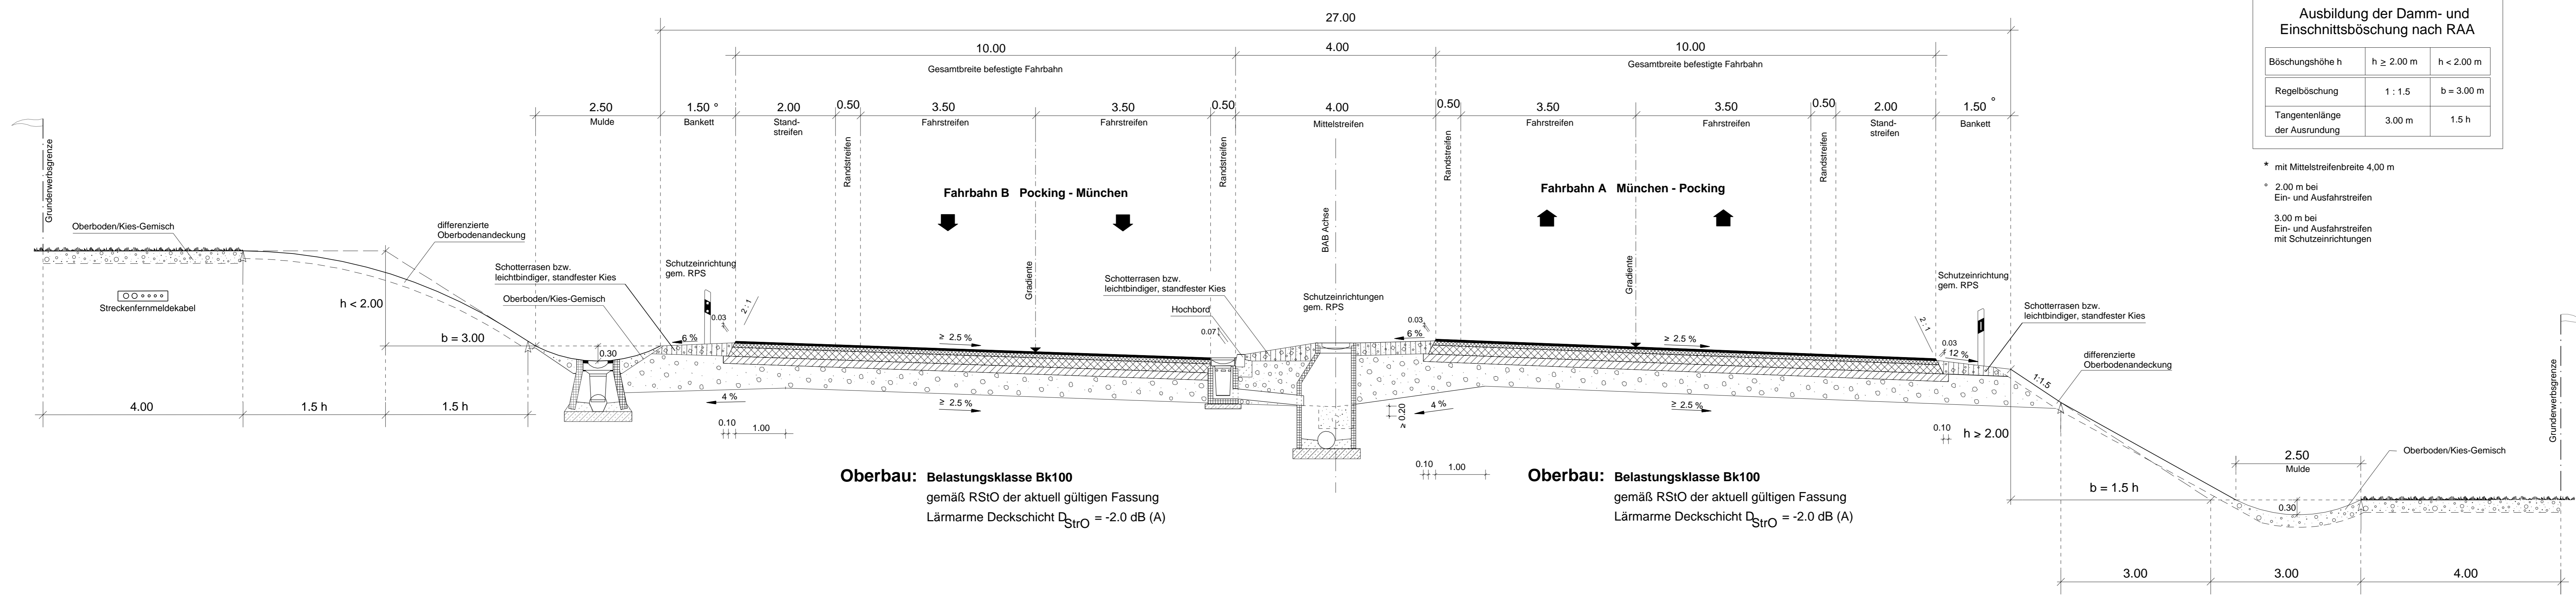 27.00
10.00
4.00
10.00
Gesamtbreite befestigte Fahrbahn
Gesamtbreite befestigte Fahrbahn
2.50
1.50 °
2.00
0.50
3.50
3.50
0.50
4.00
0.50
3.50
3.50
0.50
2.00
1.50 °
Mulde
Bankett
Stand-
streifen
Randstreifen
Fahrstreifen
Fahrstreifen
Randstreifen
Mittelstreifen
Randstreifen
Fahrstreifen
Fahrstreifen
Randstreifen
Stand-
streifen
Bankett
Ausbildung der Damm- und
Einschnittsböschung nach RAA
Böschungshöhe h
h ≥ 2.00 m
h < 2.00 m
Regelböschung
1 : 1.5
b = 3.00 m
Tangentenlänge
der Ausrundung
3.00 m
1.5 h
* mit Mittelstreifenbreite 4,00 m
° 2.00 m bei
Ein- und Ausfahrstreifen
3.00 m bei
Ein- und Ausfahrstreifen
mit Schutzeinrichtungen
Grunderwerbsgrenze
Fahrbahn B Pocking - München
Fahrbahn A München - Pocking
BAB Achse
Gradiente
Gradiente
Oberboden/Kies-Gemisch
differenzierte
Oberbodenandeckung
Streckenfernmeldekabel
h < 2.00
b = 3.00
Schotterrasen bzw.
leichtbindiger, standfester Kies
Oberboden/Kies-Gemisch
Schutzeinrichtung
gem. RPS
0.30
6 %
0.03
2 : 1
≥ 2.5 %
Schotterrasen bzw.
leichtbindiger, standfester Kies
Hochbord
0.07
Schutzeinrichtungen
gem. RPS
0.03
6 %
≥ 2.5 %
2 : 1
0.03
12 %
Schutzeinrichtung
gem. RPS
Schotterrasen bzw.
leichtbindiger, standfester Kies
differenzierte
Oberbodenandeckung
1:1.5
Grunderwerbsgrenze
4.00
1.5 h
1.5 h
4 %
≥ 2.5 %
0.10
1.00
≥ 0.20
4 %
≥ 2.5 %
0.10
1.00
0.10
h ≥ 2.00
2.50
Mulde
Oberboden/Kies-Gemisch
b = 1.5 h
0.30
Oberbau: Belastungsklasse Bk100
gemäß RStO der aktuell gültigen Fassung
Lärmarme Deckschicht DStrO = -2.0 dB (A)
Oberbau: Belastungsklasse Bk100
gemäß RStO der aktuell gültigen Fassung
Lärmarme Deckschicht DStrO = -2.0 dB (A)
3.00
3.00
4.00